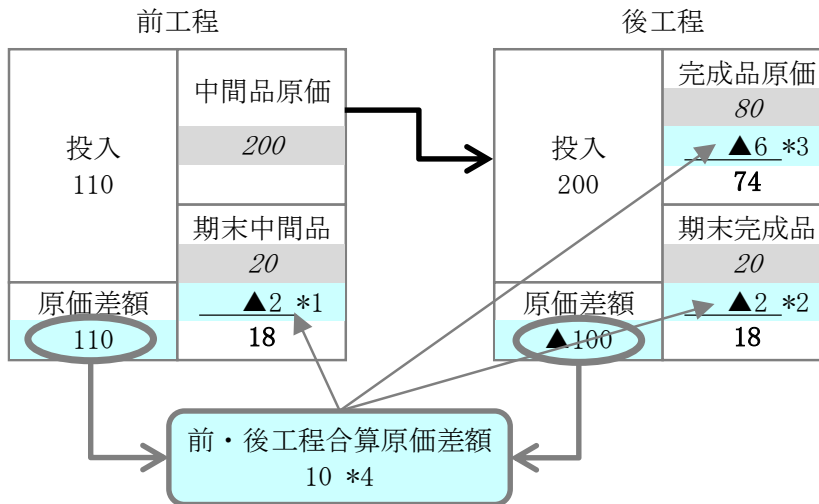 前工程
投入
110
原価差額
110
中間品原価
200
期末中間品
20
▲2 *1
18
後工程
投入
200
原価差額
▲100
完成品原価
80
▲6 *3
74
期末完成品
20
▲2 *2
18
前・後工程合算原価差額
10 *4